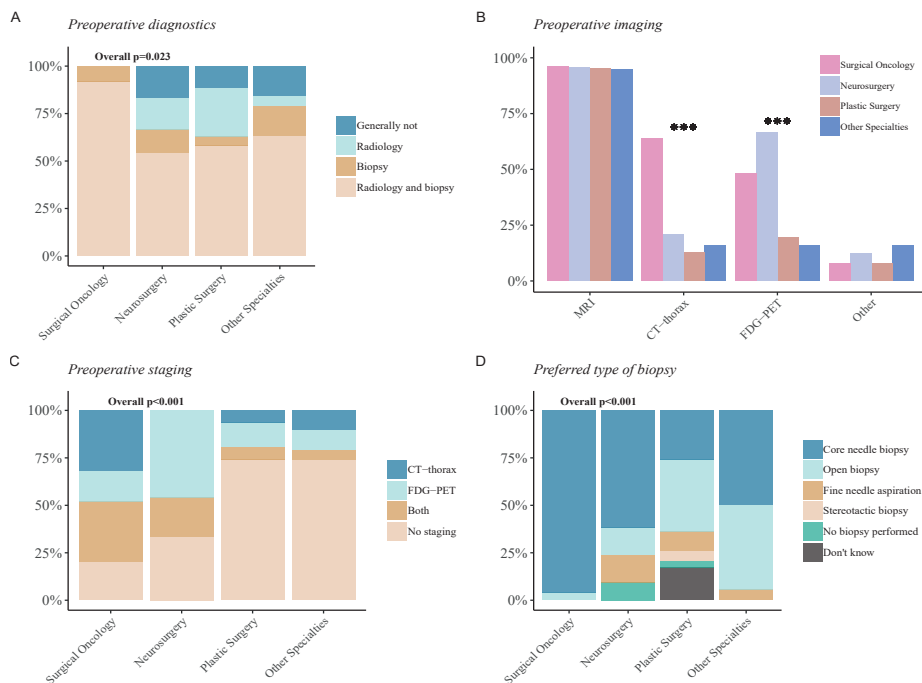 A
Preoperative diagnostics
Overall p=0.023
100%
75%
50%
25%
0%
Generally not
Radiology
Biopsy
Radiology and biopsy
Surgical Oncology
Neurosurgery
Plastic Surgery
Other Specialties
B
Preoperative imaging
100%
75%
50%
25%
0%
***
***
Surgical Oncology
Neurosurgery
Plastic Surgery
Other Specialties
MRI
CT−thorax
FDG−PET
Other
C
Preoperative staging
Overall p<0.001
100%
75%
50%
25%
0%
CT−thorax
FDG−PET
Both
No staging
Surgical Oncology
Neurosurgery
Plastic Surgery
Other Specialties
D
Preferred type of biopsy
Overall p<0.001
100%
75%
50%
25%
0%
Core needle biopsy
Open biopsy
Fine needle aspiration
Stereotactic biopsy
No biopsy performed
Don't know
Surgical Oncology
Neurosurgery
Plastic Surgery
Other Specialties